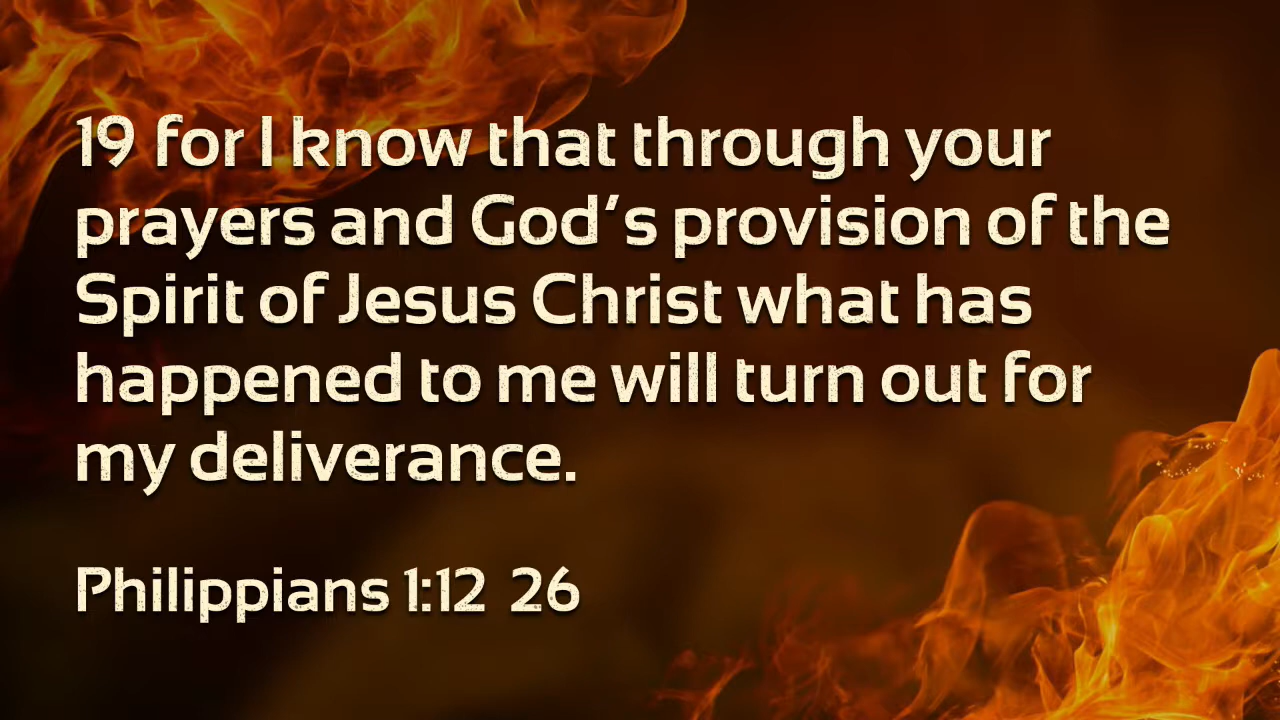 19 for I know that through your
prayers and God’s provision of the
Spirit of Jesus Christ what has
happened to me will turn out for
my deliverance.
Philippians 1:12 26